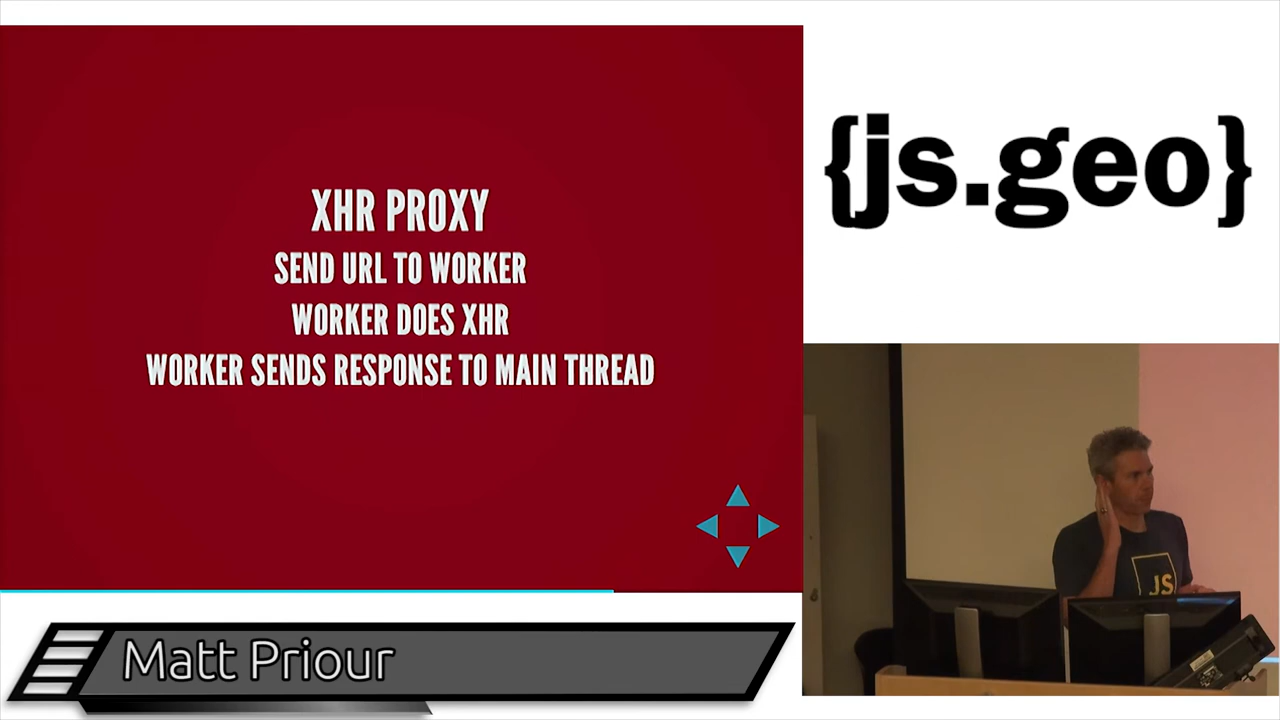 XHR PROXY
SEND URL TO WORKER
WORKER DOES XHR
WORKER SENDS RESPONSE TO MAIN THREAD
{js.geo}
JS
Matt Priour